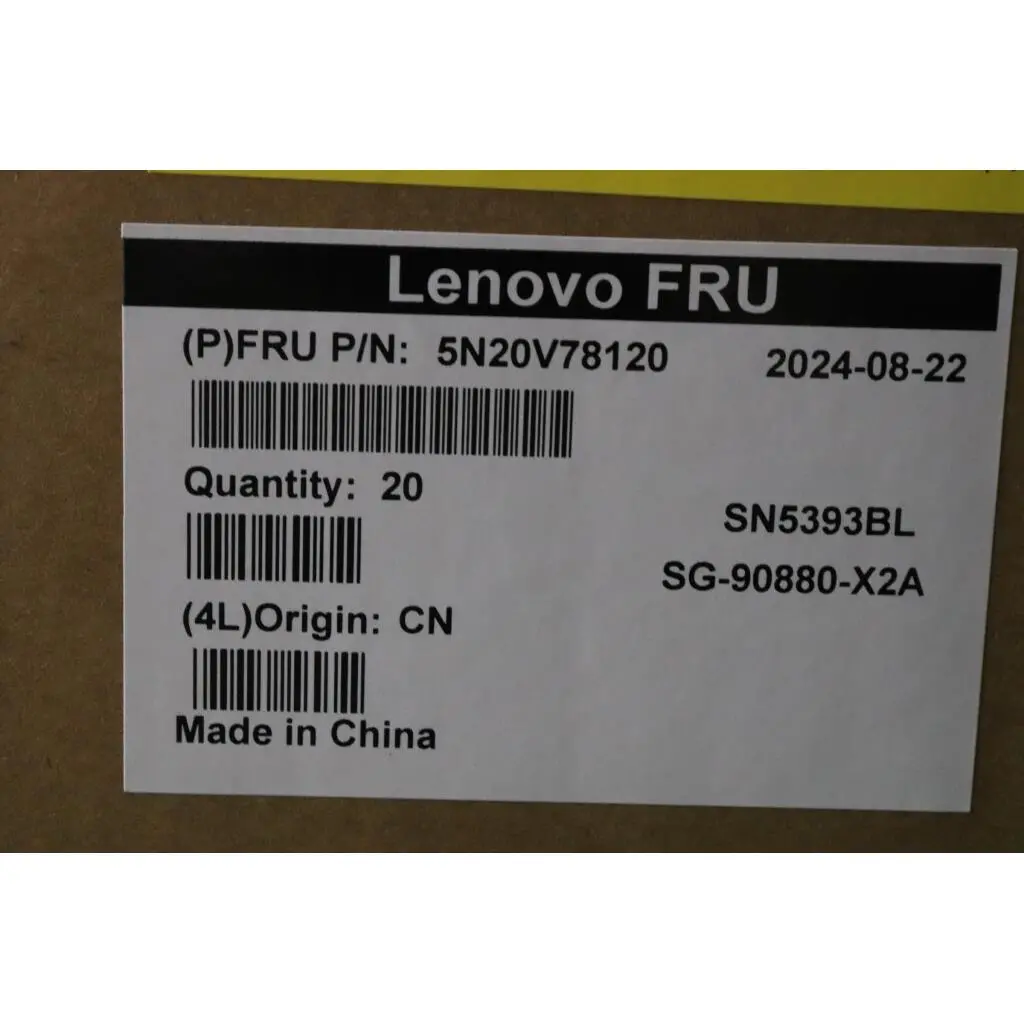 Lenovo FRU
(P)FRU P/N: 5N20V78120 2024-08-22
Quantity: 20
SN5393BL
SG-90880-X2A
(4L)Origin: CN
Made in China